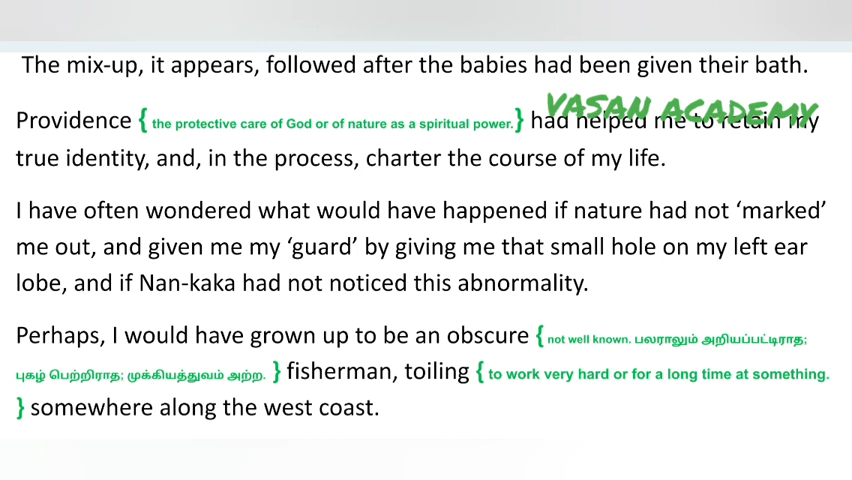 The mix-up, it appears, followed after the babies had been given their bath.
VASAN ACADEMY
Providence { the protective care of God or of nature as a spiritual power.} had helped me to retain my
true identity, and, in the process, charter the course of my life.
I have often wondered what would have happened if nature had not ‘marked’
me out, and given me my ‘guard’ by giving me that small hole on my left ear
lobe, and if Nan-kaka had not noticed this abnormality.
Perhaps, I would have grown up to be an obscure { not well known. பலராலும் அறியப்பட்டிராத;
புகழ் பெற்றிராத; முக்கியத்துவம் அற்ற. } fisherman, toiling { to work very hard or for a long time at something.
} somewhere along the west coast.